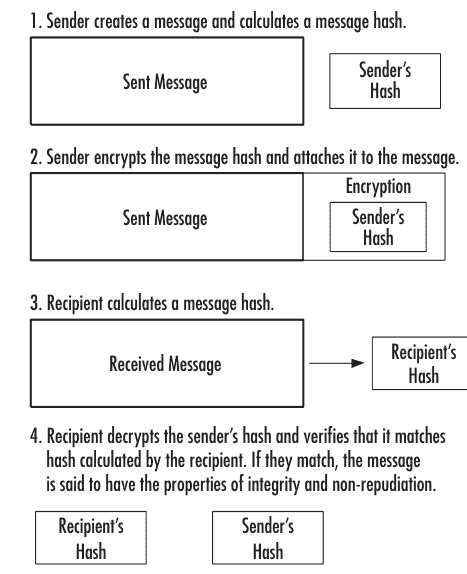 1. Sender creates a message and calculates a message hash.
Sent Message
Sender's
Hash
2. Sender encrypts the message hash and attaches it to the message.
Sent Message
Encryption
Sender's
Hash
3. Recipient calculates a message hash.
Received Message
Recipient's
Hash
4. Recipient decrypts the sender's hash and verifies that it matches
hash calculated by the recipient. If they match, the message
is said to have the properties of integrity and non-repudiation.
Recipient's
Hash
Sender's
Hash